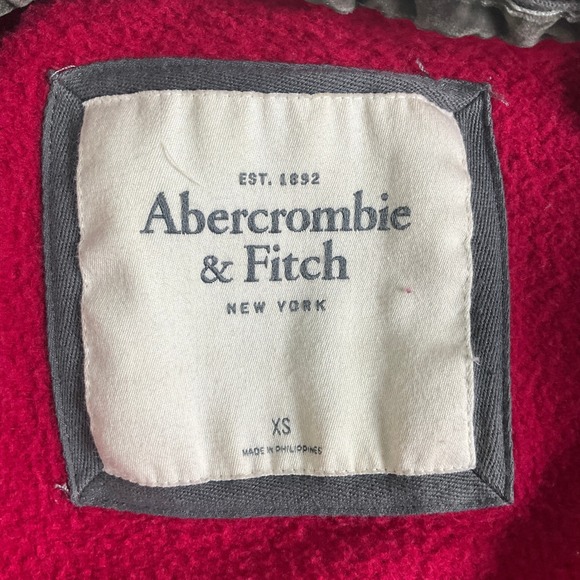 EST. 1892
Abercrombie
& Fitch
NEW YORK
XS
MADE IN PHILIPPINES